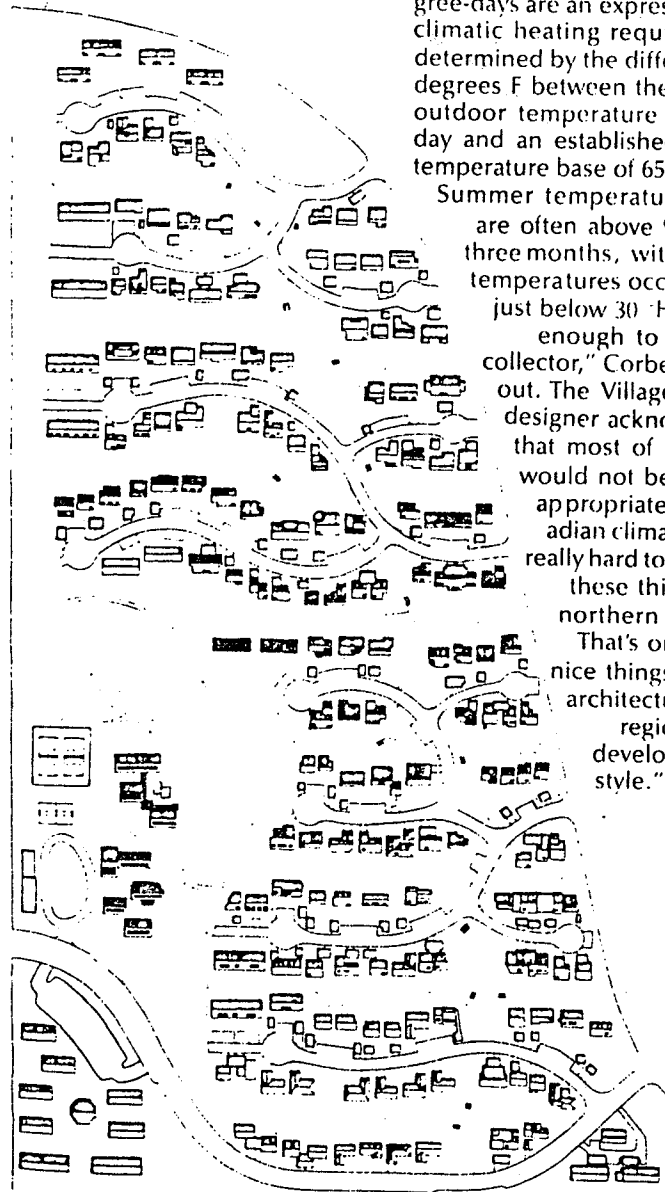 gree-days are an expres
climatic heating requ
determined by the diff
degrees F between the
outdoor temperature
day and an establishe
temperature base of 65
Summer temperatu
are often above
three months, wit
temperatures occ
just below 30
enough to
collector," Corbe
out. The Village
designer ackno
that most of
would not be
appropriate
adian clima
really hard to
these thi
northern
That's or
nice things
architectu
regio
develo
style."